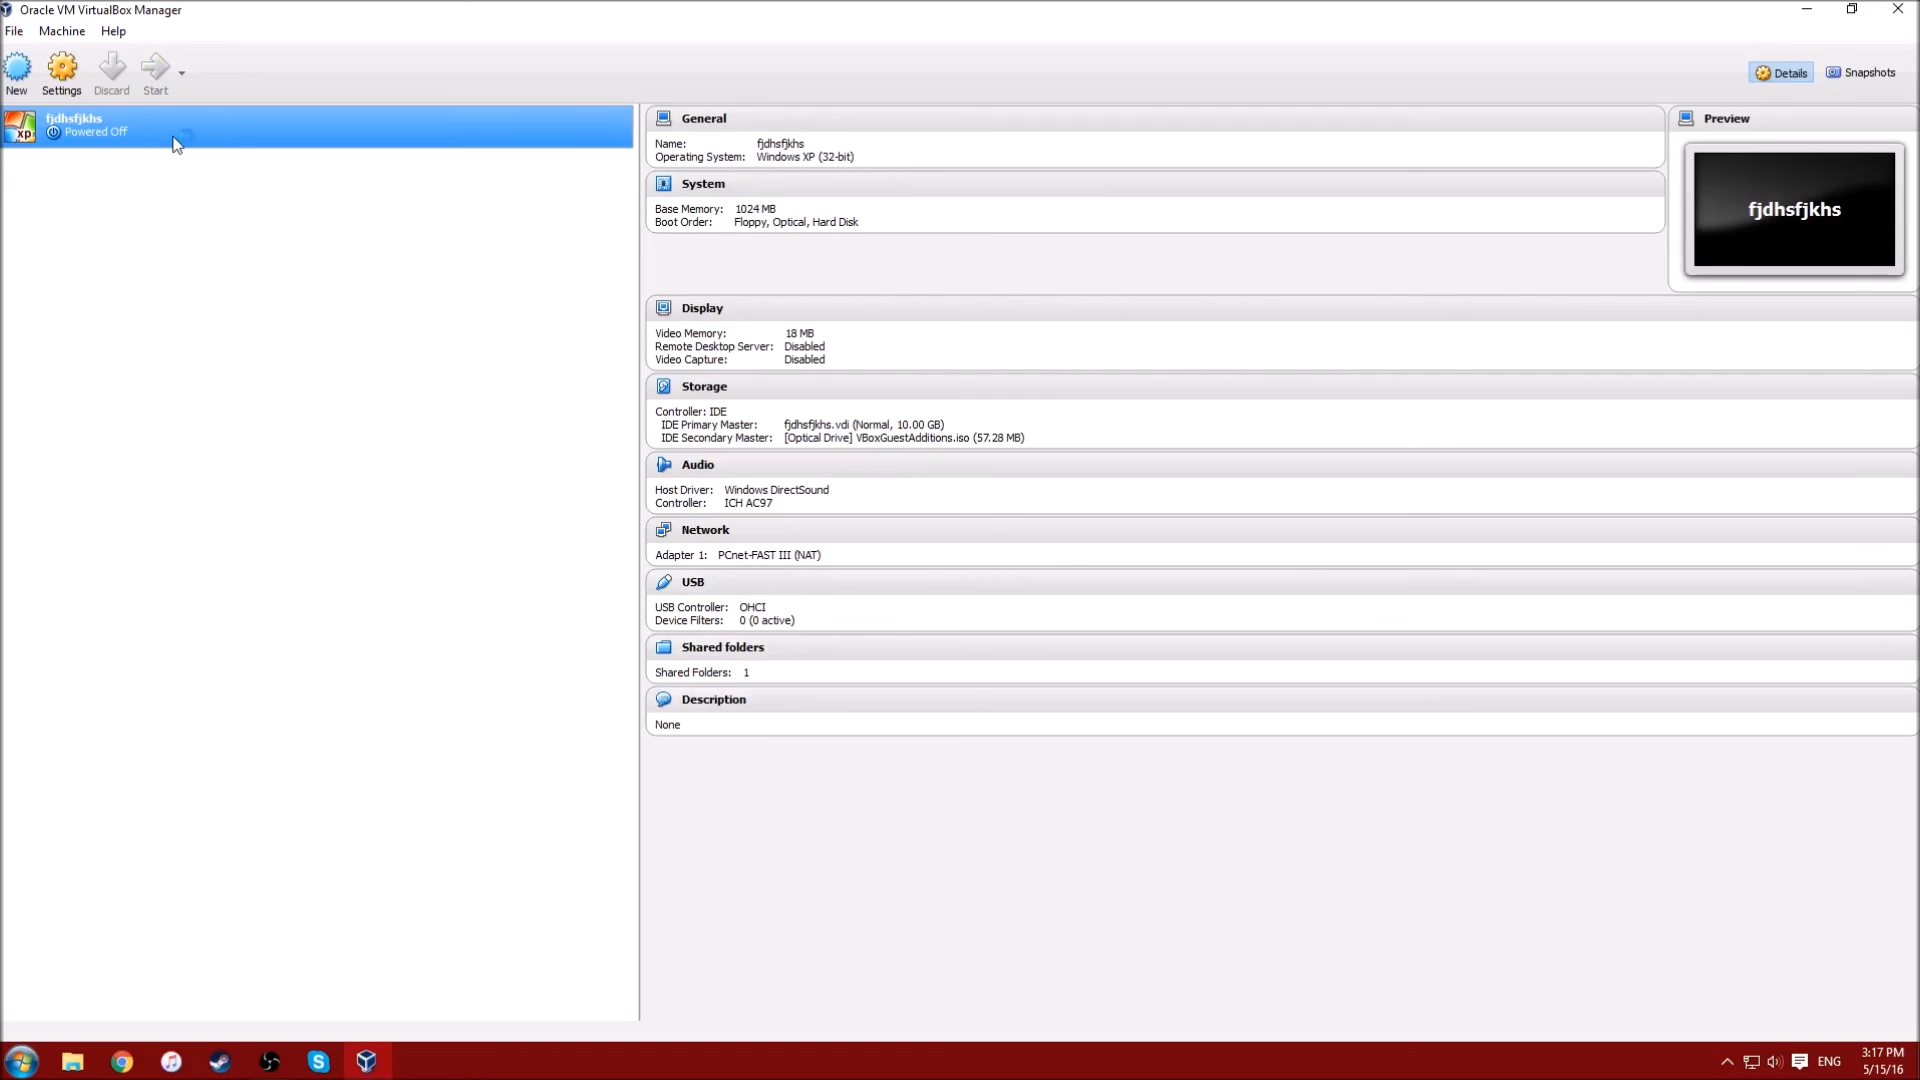 Oracle VM VirtualBox Manager
File Machine Help
New Settings Discard Start
Details Snapshots
fjdhsfjkhs
Powered Off
xp
General
Name: fjdhsfjkhs
Operating System: Windows XP (32-bit)
System
Base Memory: 1024 MB
Boot Order: Floppy, Optical, Hard Disk
Preview
fjdhsfjkhs
Display
Video Memory: 18 MB
Remote Desktop Server: Disabled
Video Capture: Disabled
Storage
Controller: IDE
IDE Primary Master: fjdhsfjkhs.vdi (Normal, 10.00 GB)
IDE Secondary Master: [Optical Drive] VBoxGuestAdditions.iso (57.28 MB)
Audio
Host Driver: Windows DirectSound
Controller: ICH AC97
Network
Adapter 1: PCnet-FAST III (NAT)
USB
USB Controller: OHCI
Device Filters: 0 (0 active)
Shared folders
Shared Folders: 1
Description
None
ENG
3:17 PM
5/15/16